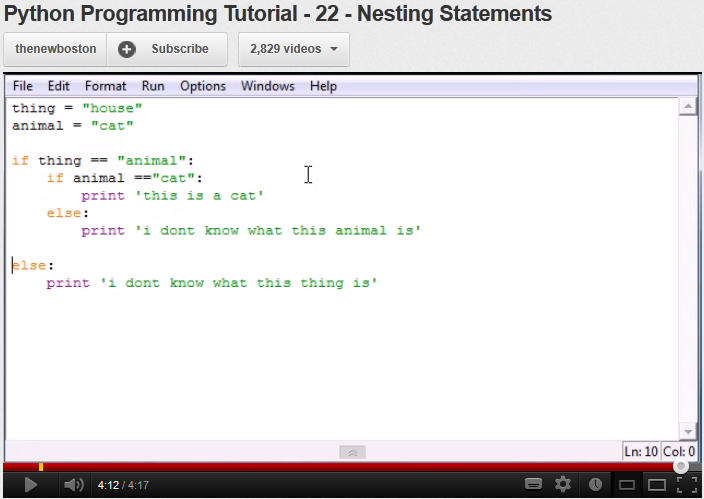 Python Programming Tutorial - 22 - Nesting Statements
thenewboston Subscribe 2,829 videos
File Edit Format Run Options Windows Help
thing = "house"
animal = "cat"
if thing == "animal":
    if animal =="cat":
        print 'this is a cat'
    else:
        print 'i dont know what this animal is'
else:
    print 'i dont know what this thing is'
Ln: 10 Col: 0
4:12 / 4:17